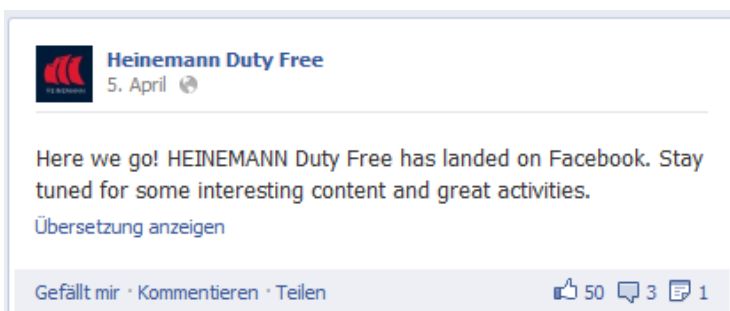 Heinemann Duty Free
5. April
HEINEMANN
Here we go! HEINEMANN Duty Free has landed on Facebook. Stay
tuned for some interesting content and great activities.
Übersetzung anzeigen
Gefällt mir · Kommentieren · Teilen 50 3 1